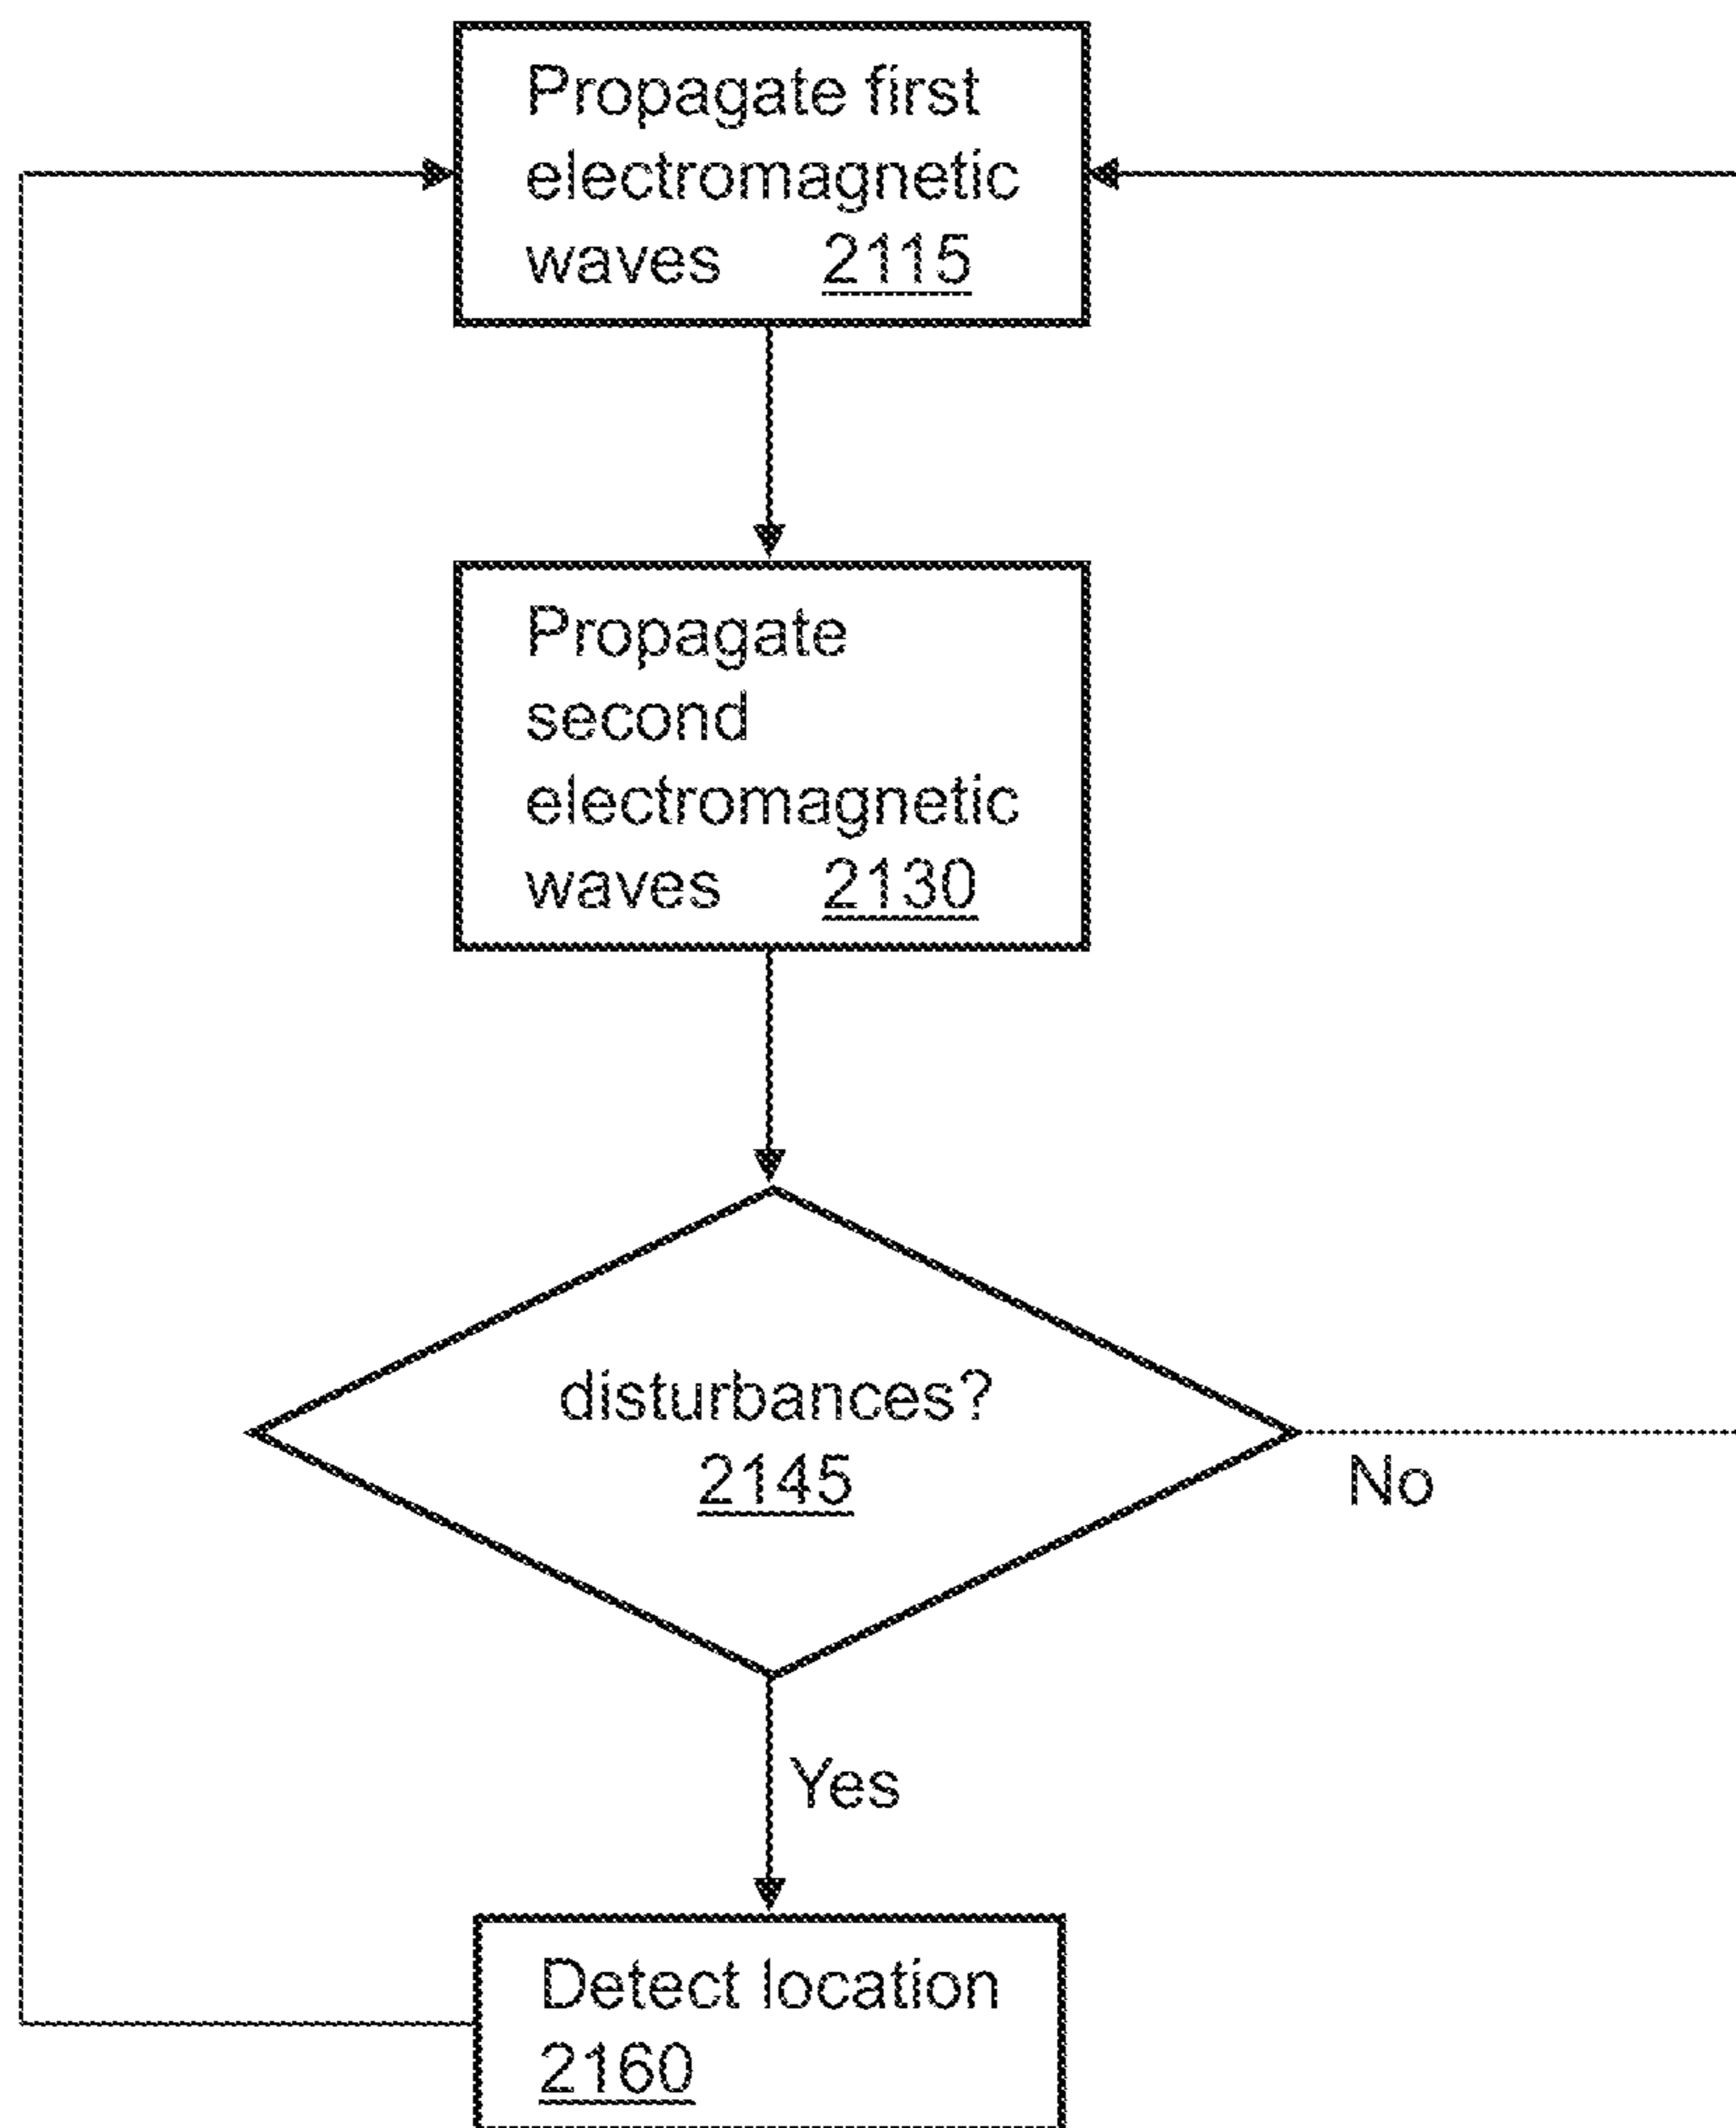 Propagate first
electromagnetic
waves 2115
Propagate
second
electromagnetic
waves 2130
disturbances?
2145
No
Yes
Detect location
2160